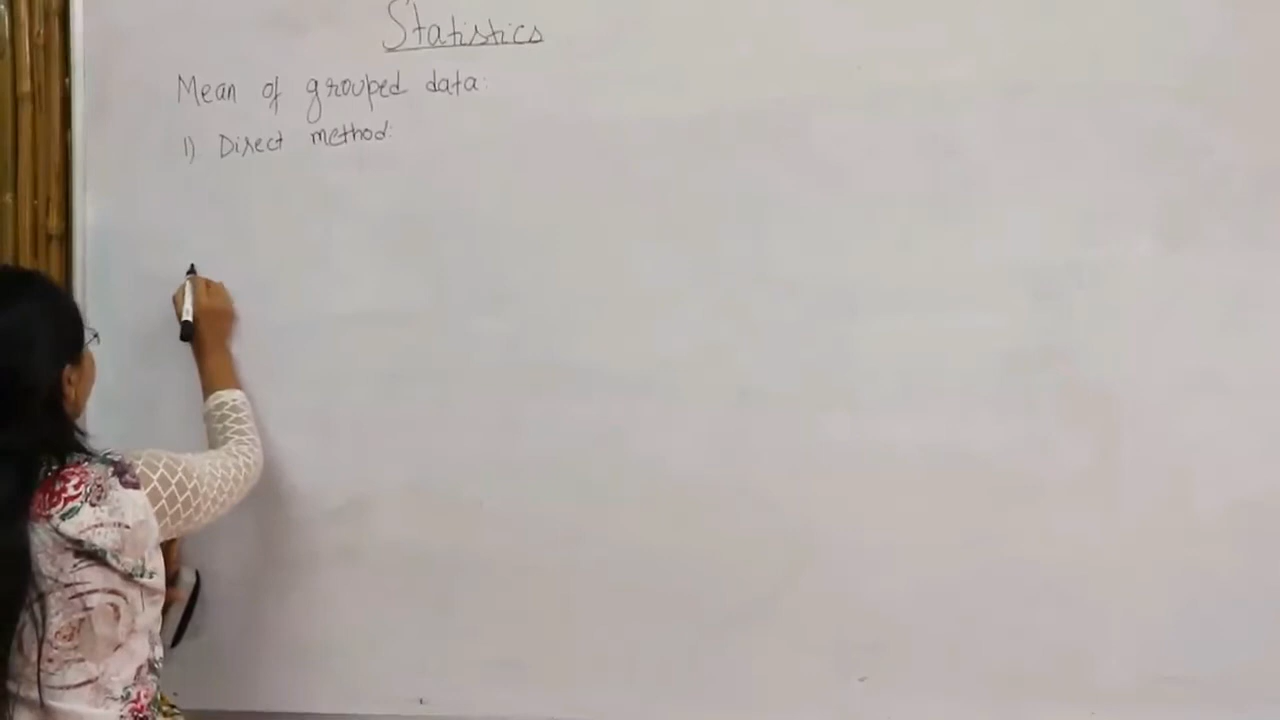 Statistics
Mean of grouped data:
1) Direct method: